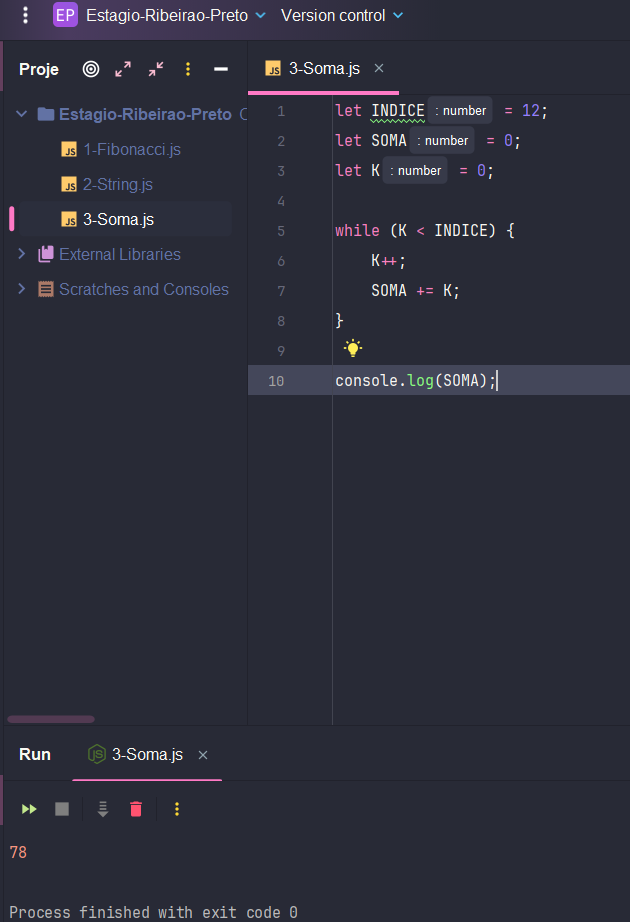 EP Estagio-Ribeirao-Preto Version control
Proje
Estagio-Ribeirao-Preto
1-Fibonacci.js
2-String.js
3-Soma.js
External Libraries
Scratches and Consoles
3-Soma.js
1 let INDICE : number = 12;
2 let SOMA : number = 0;
3 let K : number = 0;
4
5 while (K < INDICE) {
6 K++;
7 SOMA += K;
8 }
9
10 console.log(SOMA);
Run 3-Soma.js
78
Process finished with exit code 0